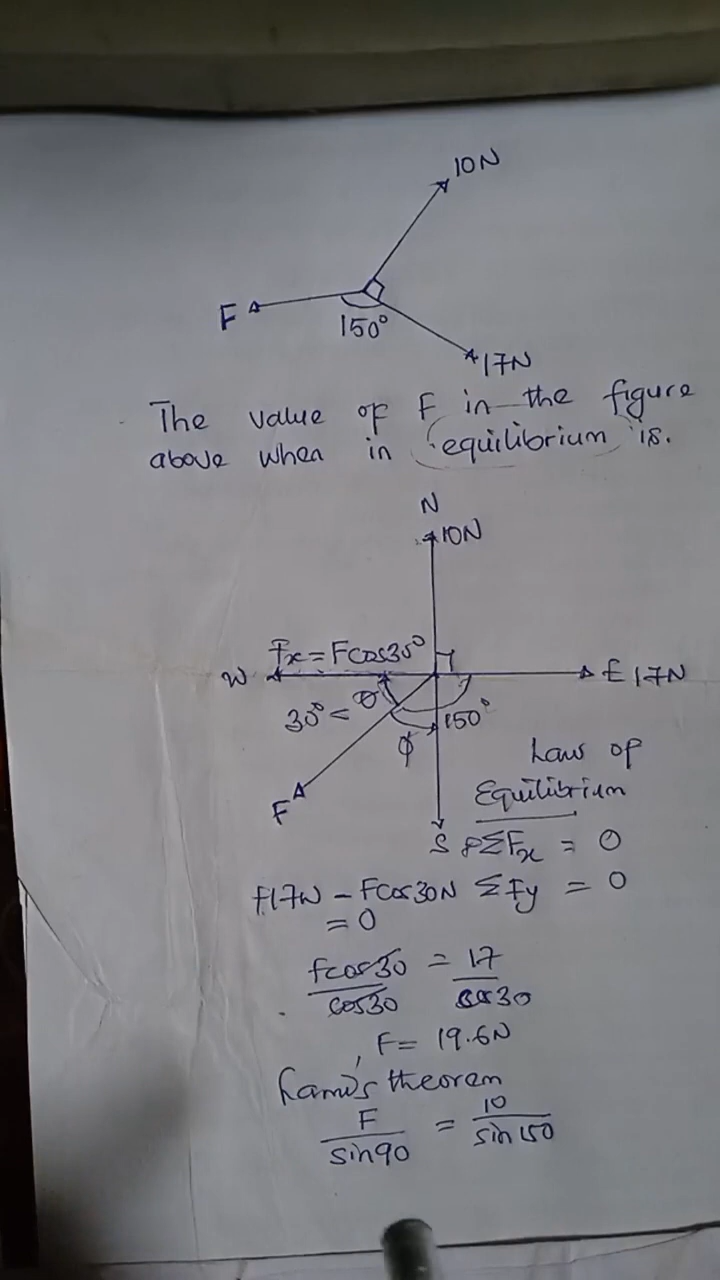 10N
F
150°
17N
The value of F in the figure
above when in equilibrium is.
N
10N
Fx = Fcos30°
W
E 17N
30° = θ
150°
ϕ
F
Law of
Equilibrium
S
ΣFx = 0
+17N - Fcos30N ΣFy = 0
= 0
fcos30 = 17
cos30 cos30
F = 19.6N
Lami's theorem
F = 10
sin90 sin150